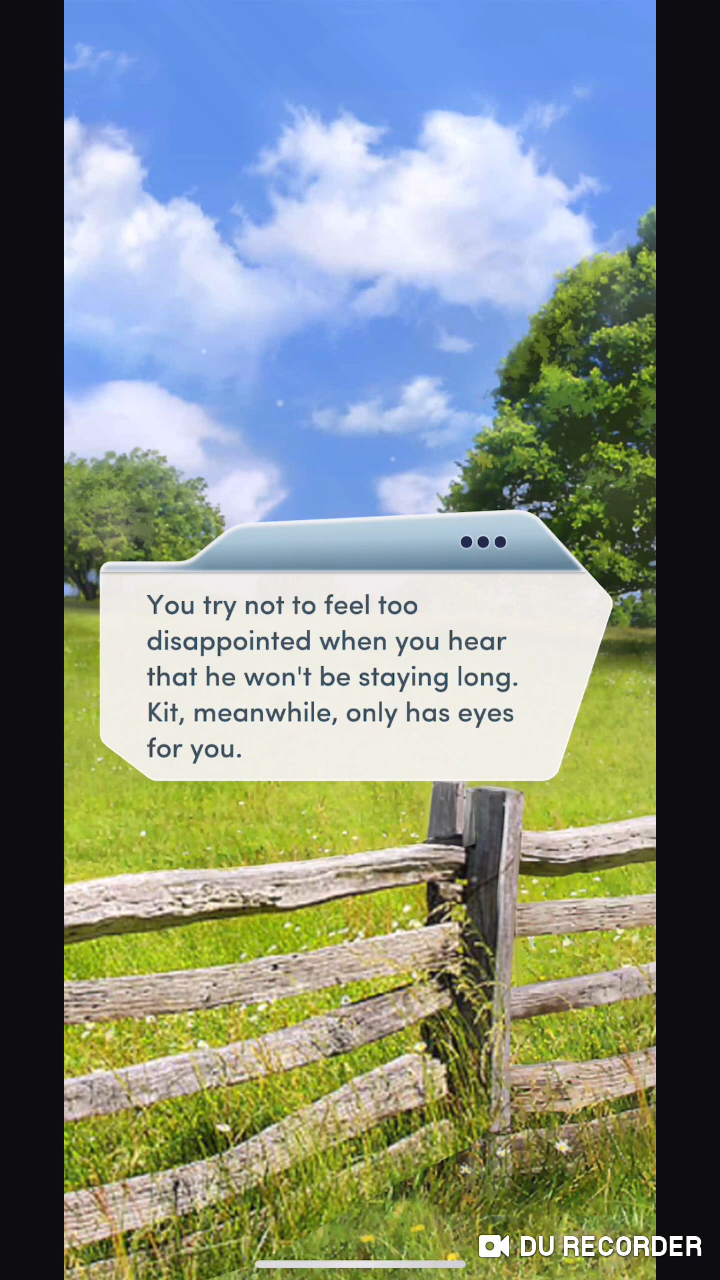 You try not to feel too
disappointed when you hear
that he won't be staying long.
Kit, meanwhile, only has eyes
for you.
DU RECORDER